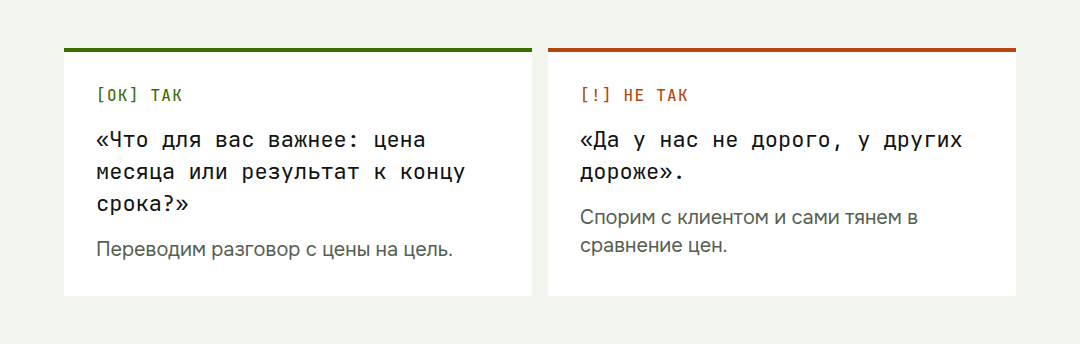 [ОК] ТАК
«Что для вас важнее: цена
месяца или результат к концу
срока?»
Переводим разговор с цены на цель.
[!] НЕ ТАК
«Да у нас не дорого, у других
дороже».
Спорим с клиентом и сами тянем в
сравнение цен.